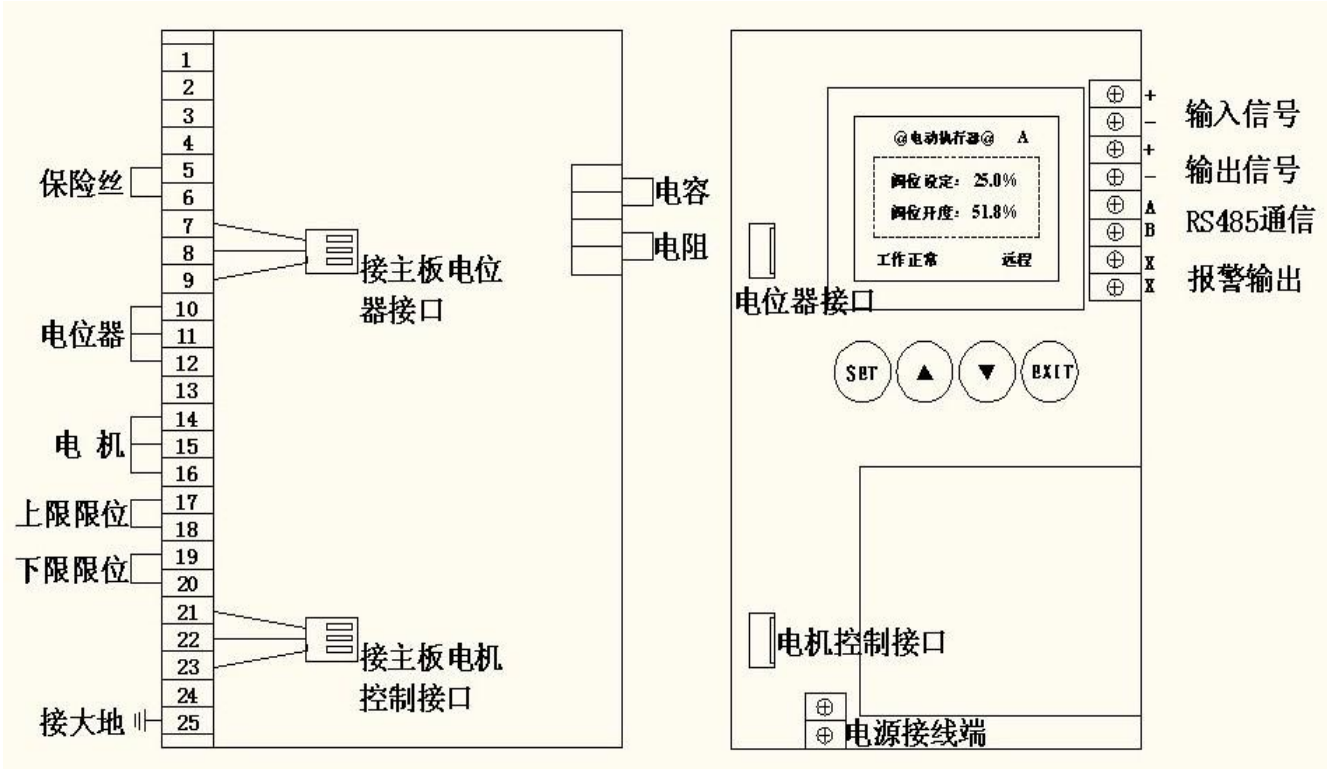 1
2
3
4
5
6
7
8
9
10
11
12
13
14
15
16
17
18
19
20
21
22
23
24
25
保险丝
电位器
电 机
上限限位
下限限位
接大地
接主板电位
器接口
接主板电机
控制接口
电容
电阻
@电动执行器@ A
阀位设定: 25.0%
阀位开度: 51.8%
工作正常 远程
电位器接口
SET ▲ ▼ EXIT
电机控制接口
电源接线端
+
-
+
-
A
B
X
X
输入信号
输出信号
RS485通信
报警输出